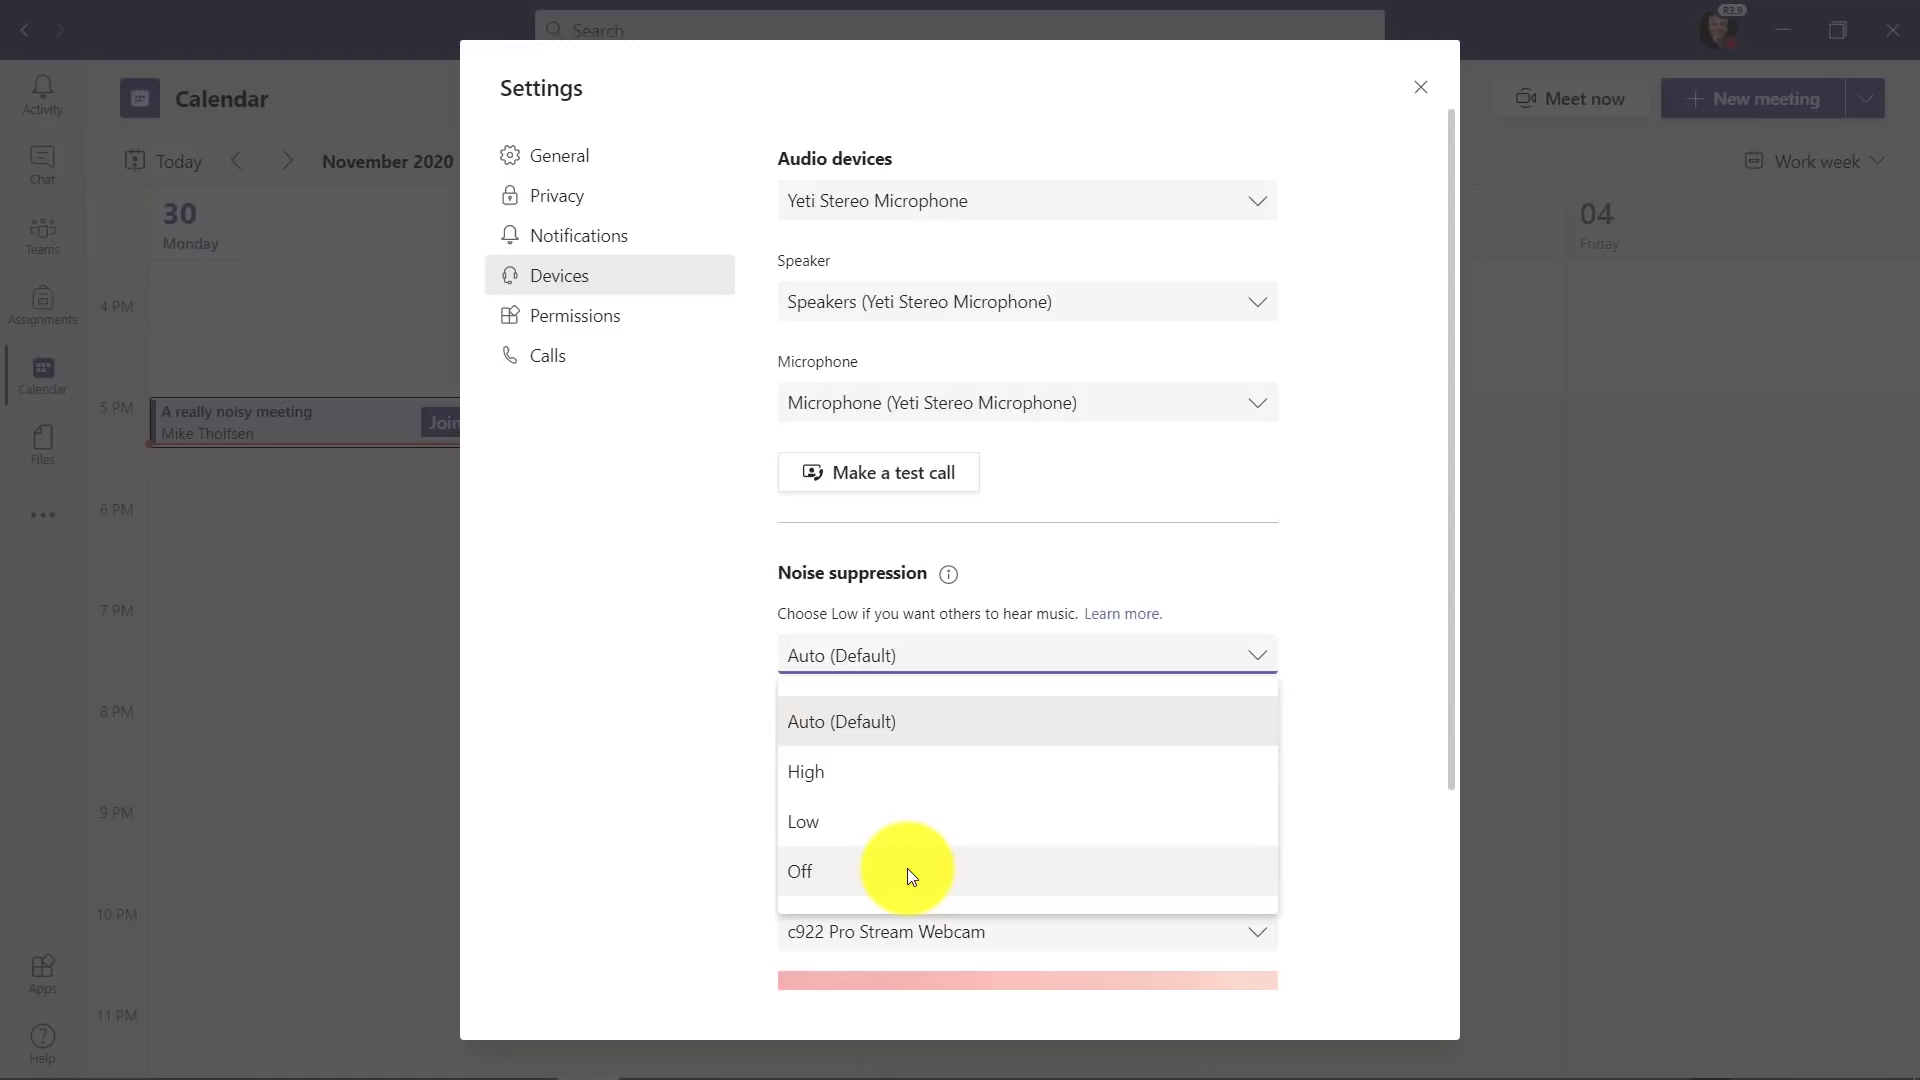 Search
R3.9
Activity
Chat
Teams
Assignments
Calendar
Files
Apps
Help
Calendar
Meet now
New meeting
Today
November 2020
Work week
30
Monday
04
Friday
4 PM
5 PM
6 PM
7 PM
8 PM
9 PM
10 PM
11 PM
A really noisy meeting
Mike Tholfsen
Join
Settings
General
Privacy
Notifications
Devices
Permissions
Calls
Audio devices
Yeti Stereo Microphone
Speaker
Speakers (Yeti Stereo Microphone)
Microphone
Microphone (Yeti Stereo Microphone)
Make a test call
Noise suppression
Choose Low if you want others to hear music. Learn more.
Auto (Default)
Auto (Default)
High
Low
Off
c922 Pro Stream Webcam